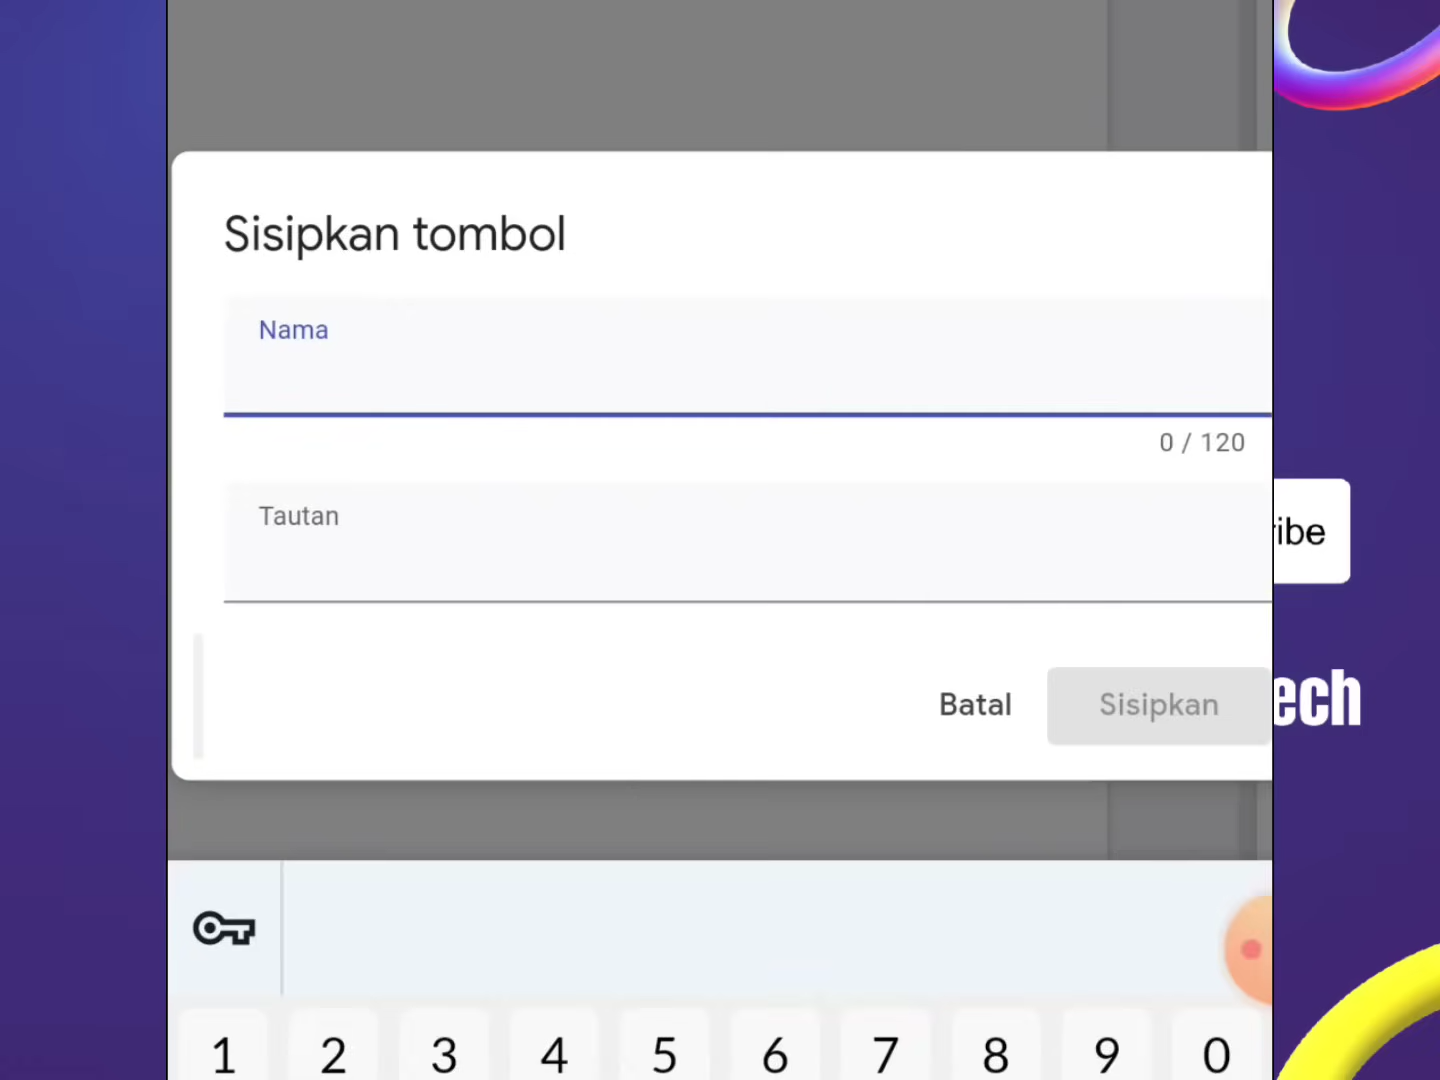 Sisipkan tombol
Nama
0 / 120
Tautan
ribe
Batal
Sisipkan
ech
1 2 3 4 5 6 7 8 9 0